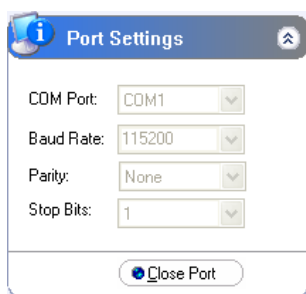 Port Settings
COM Port: COM1
Baud Rate: 115200
Parity: None
Stop Bits: 1
Close Port